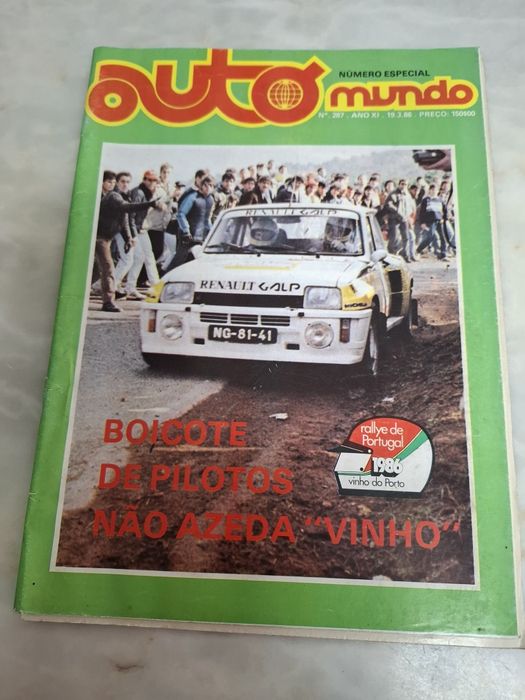 auto mundo
NÚMERO ESPECIAL
Nº. 287 . ANO XI . 19.3.86 . PREÇO: 150$00
RENAULT GALP
RENAULT GALP
NG-81-41
BOICOTE
DE PILOTOS
NÃO AZEDA "VINHO"
rallye de
Portugal
1986
vinho do Porto